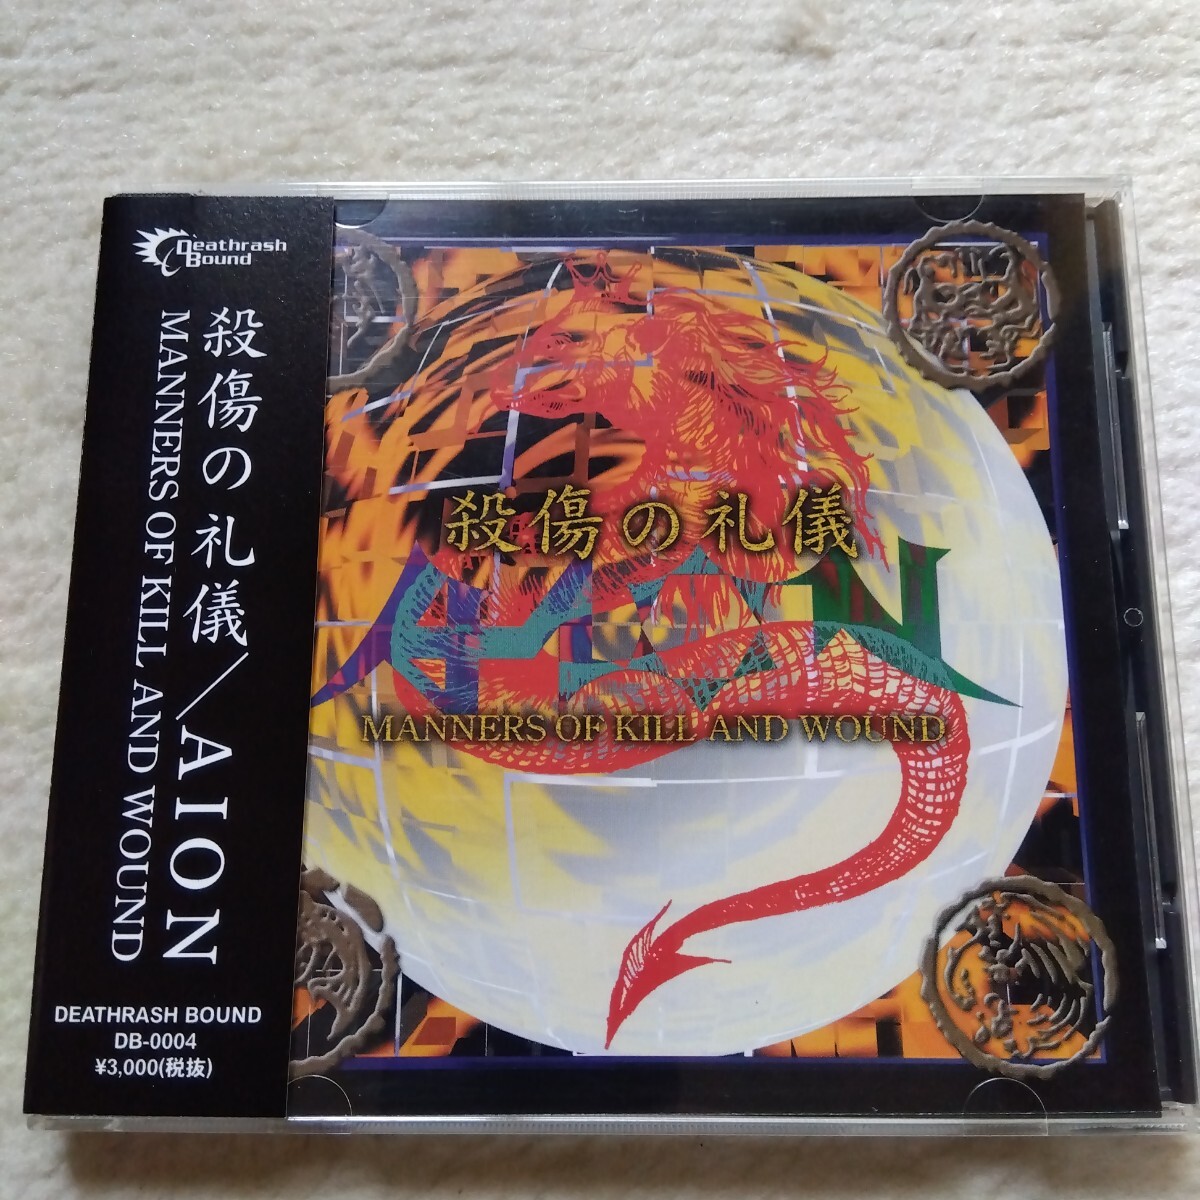 Deathrash
Bound
殺傷の礼儀／AION
MANNERS OF KILL AND WOUND
DEATHRASH BOUND
DB-0004
¥3,000(税抜)
殺傷の礼儀
AION
MANNERS OF KILL AND WOUND